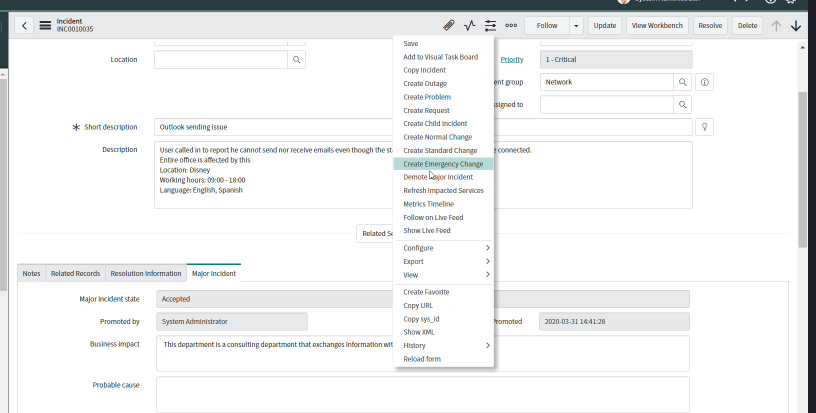 Incident
INC0010035
Follow
Update
View Workbench
Resolve
Delete
Location
Priority
1 - Critical
ent group
Network
signed to
Short description
Outlook sending issue
Description
User called in to report he cannot send nor receive emails even though the st
e connected.
Entire office is affected by this
Location: Disney
Working hours: 09:00 - 18:00
Language: English, Spanish
Related Se
Save
Add to Visual Task Board
Copy Incident
Create Outage
Create Problem
Create Request
Create Child Incident
Create Normal Change
Create Standard Change
Create Emergency Change
Demote Major Incident
Refresh Impacted Services
Metrics Timeline
Follow on Live Feed
Show Live Feed
Configure
Export
View
Create Favorite
Copy URL
Copy sys_id
Show XML
History
Reload form
Notes
Related Records
Resolution Information
Major Incident
Major incident state
Accepted
Promoted by
System Administrator
Promoted
2020-03-31 14:41:28
Business impact
This department is a consulting department that exchanges information wit
Probable cause